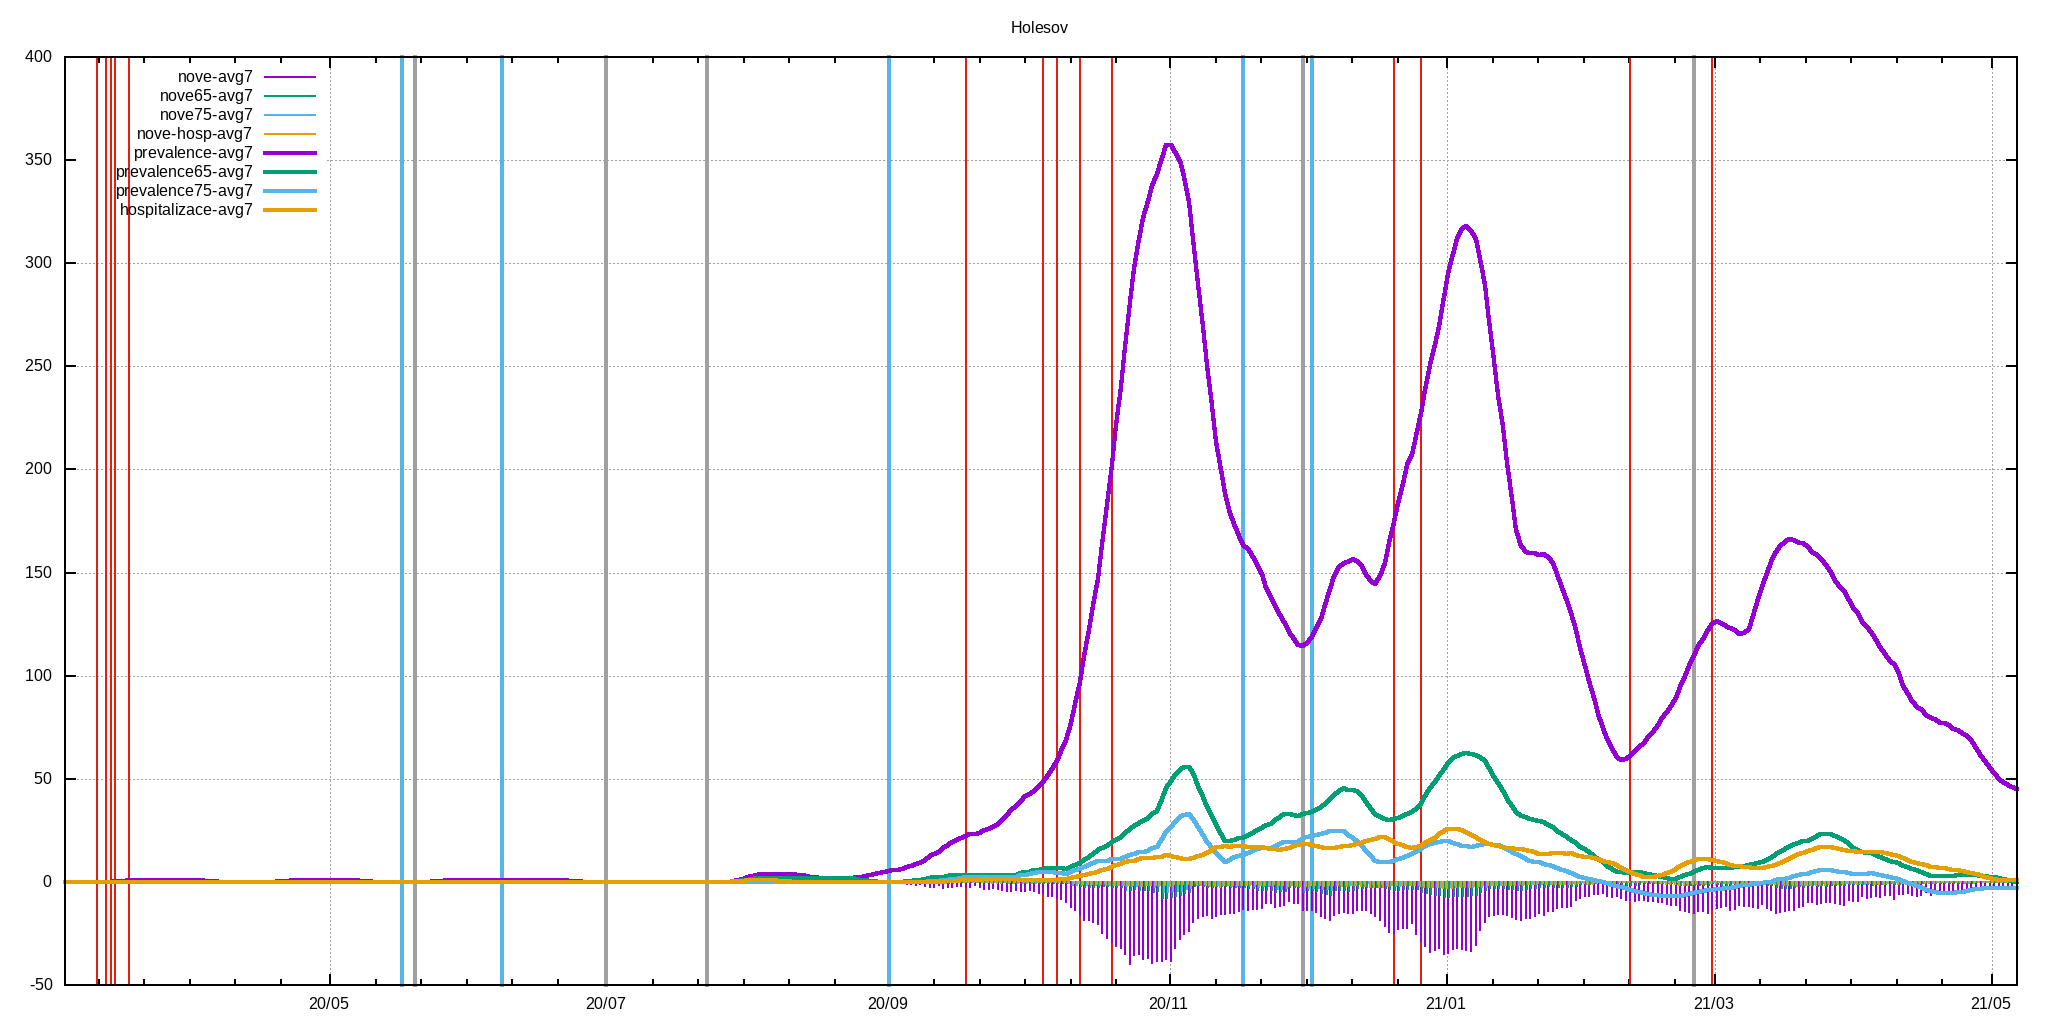 Holesov
400
350
300
250
200
150
100
50
0
-50
nove-avg7
nove65-avg7
nove75-avg7
nove-hosp-avg7
prevalence-avg7
prevalence65-avg7
prevalence75-avg7
hospitalizace-avg7
20/05
20/07
20/09
20/11
21/01
21/03
21/05